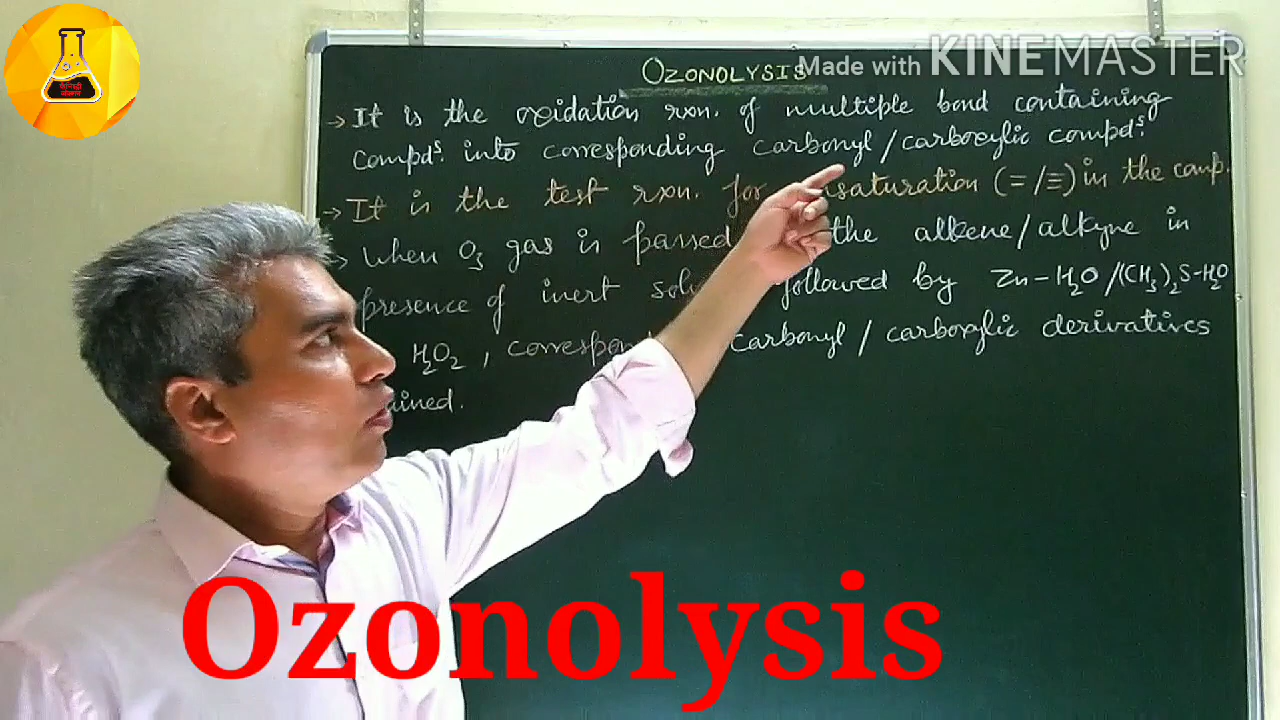 Made with KINEMASTER
OZONOLYSIS
→ It is the oxidation rxn. of multiple bond containing
Compdˢ. into corresponding carbonyl/carboxylic compdˢ.
→ It is the test rxn. for saturation (=/≡) in the comp.
→ When O₃ gas is passed the alkene/alkyne in
presence of inert followed by Zn-H₂O/(CH₃)₂S-H₂O
H₂O₂, carbonyl/carboxylic derivatives
ained.
Ozonolysis